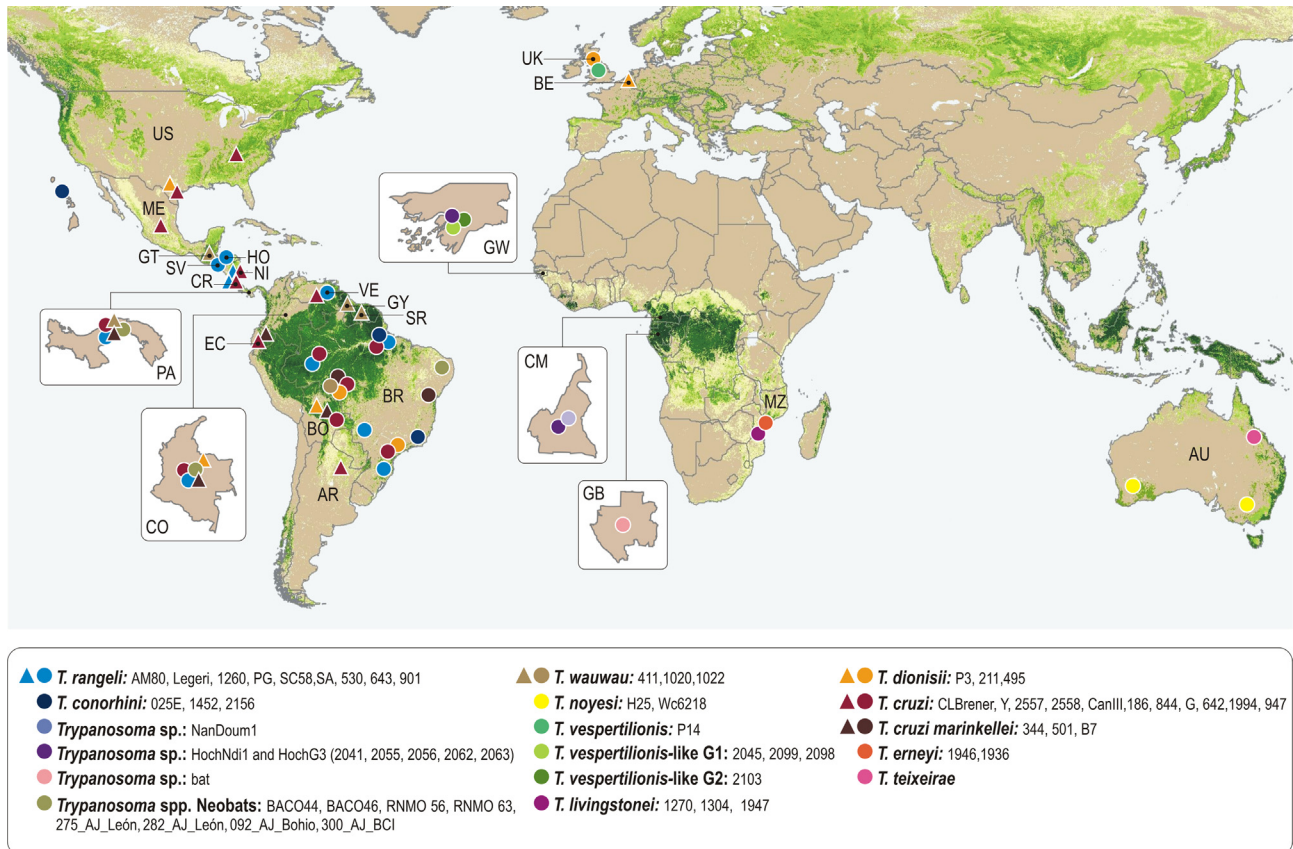 UK
BE
US
ME
GW
GT
HO
SV
NI
CR
VE
GY
SR
EC
PA
BR
CM
MZ
BO
AU
CO
AR
GB
T. rangeli: AM80, Legeri, 1260, PG, SC58,SA, 530, 643, 901
T. conorhini: 025E, 1452, 2156
Trypanosoma sp.: NanDoum1
Trypanosoma sp.: HochNdi1 and HochG3 (2041, 2055, 2056, 2062, 2063)
Trypanosoma sp.: bat
Trypanosoma spp. Neobats: BACO44, BACO46, RNMO 56, RNMO 63,
275_AJ_León, 282_AJ_León, 092_AJ_Bohio, 300_AJ_BCI
T. wauwau: 411,1020,1022
T. noyesi: H25, Wc6218
T. vespertilionis: P14
T. vespertilionis-like G1: 2045, 2099, 2098
T. vespertilionis-like G2: 2103
T. livingstonei: 1270, 1304, 1947
T. dionisii: P3, 211,495
T. cruzi: CLBrener, Y, 2557, 2558, CanIII,186, 844, G, 642,1994, 947
T. cruzi marinkellei: 344, 501, B7
T. erneyi: 1946,1936
T. teixeirae